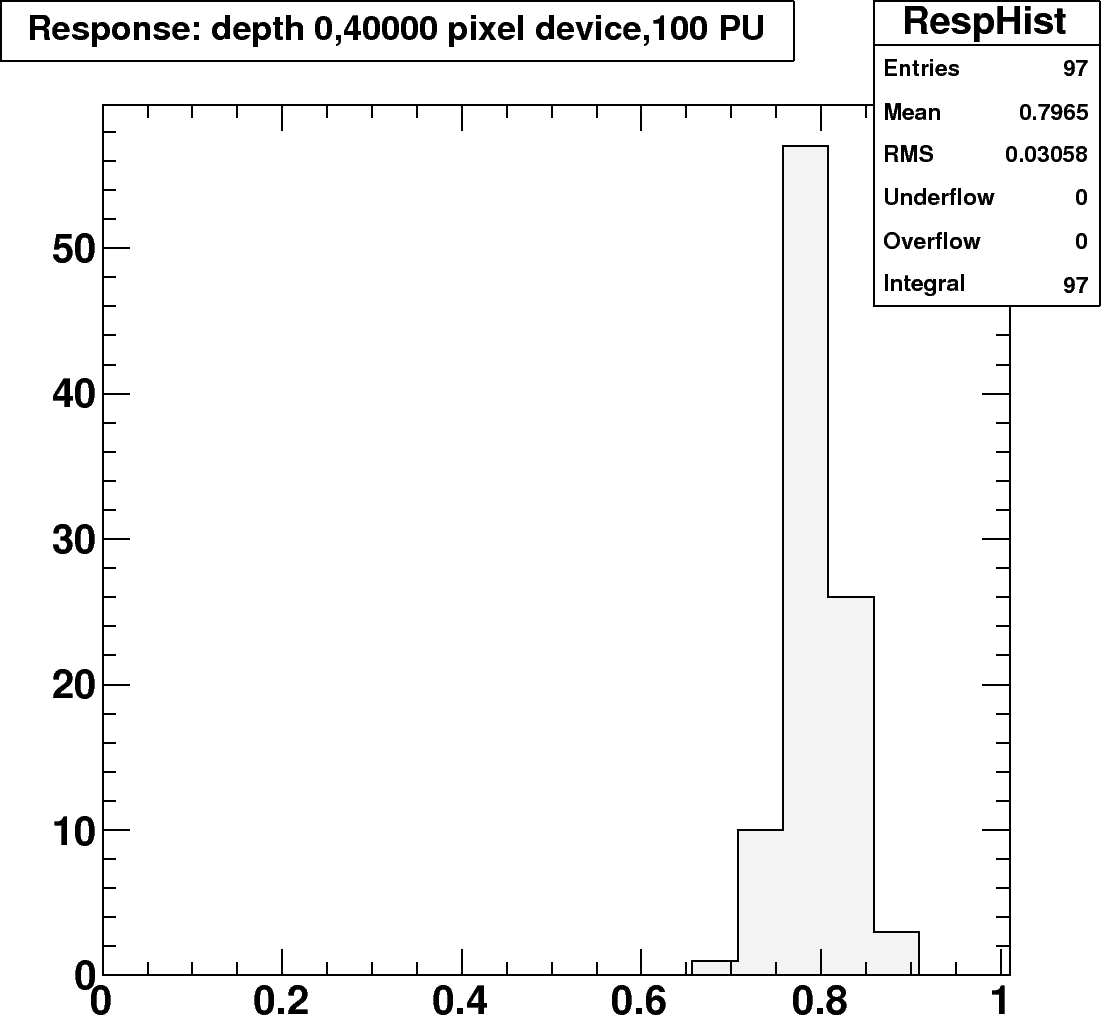 Response: depth 0,40000 pixel device,100 PU
RespHist
Entries 97
Mean 0.7965
RMS 0.03058
Underflow 0
Overflow 0
Integral 97
50
40
30
20
10
0
0 0.2 0.4 0.6 0.8 1